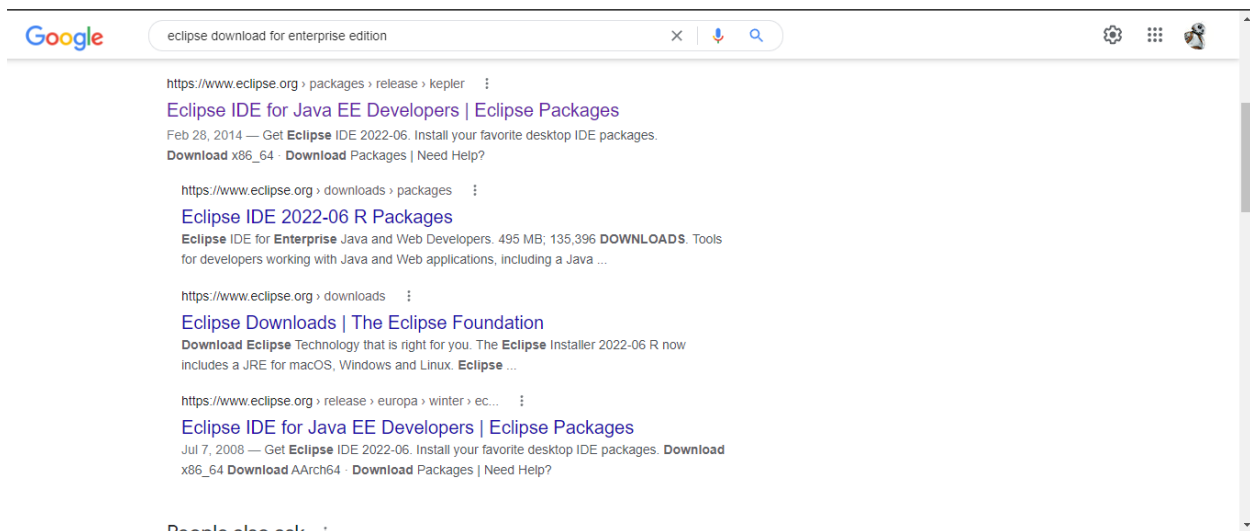 Google
eclipse download for enterprise edition
https://www.eclipse.org › packages › release › kepler
Eclipse IDE for Java EE Developers | Eclipse Packages
Feb 28, 2014 — Get Eclipse IDE 2022-06. Install your favorite desktop IDE packages.
Download x86_64 · Download Packages | Need Help?
https://www.eclipse.org › downloads › packages
Eclipse IDE 2022-06 R Packages
Eclipse IDE for Enterprise Java and Web Developers. 495 MB; 135,396 DOWNLOADS. Tools
for developers working with Java and Web applications, including a Java ...
https://www.eclipse.org › downloads
Eclipse Downloads | The Eclipse Foundation
Download Eclipse Technology that is right for you. The Eclipse Installer 2022-06 R now
includes a JRE for macOS, Windows and Linux. Eclipse ...
https://www.eclipse.org › release › europa › winter › ec...
Eclipse IDE for Java EE Developers | Eclipse Packages
Jul 7, 2008 — Get Eclipse IDE 2022-06. Install your favorite desktop IDE packages. Download
x86_64 Download AArch64 · Download Packages | Need Help?
People also ask